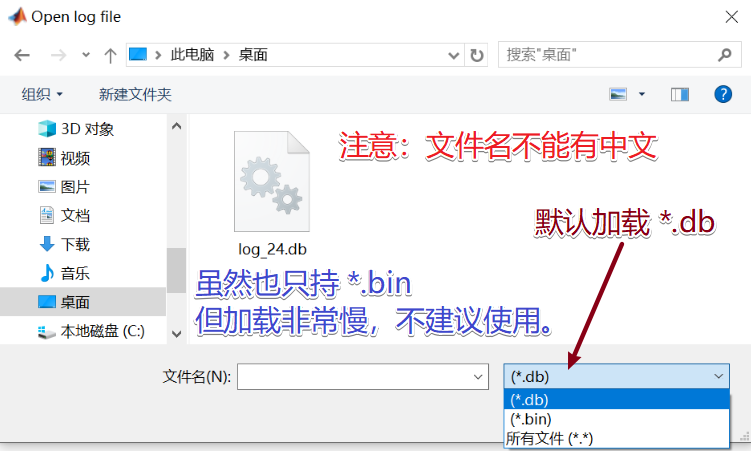 Open log file
此电脑 > 桌面
搜索"桌面"
组织
新建文件夹
3D 对象
视频
图片
文档
下载
音乐
桌面
本地磁盘 (C:)
注意：文件名不能有中文
log_24.db
默认加载 *.db
虽然也只持 *.bin
但加载非常慢，不建议使用。
文件名(N):
(*.db)
(*.db)
(*.bin)
所有文件 (*.*)